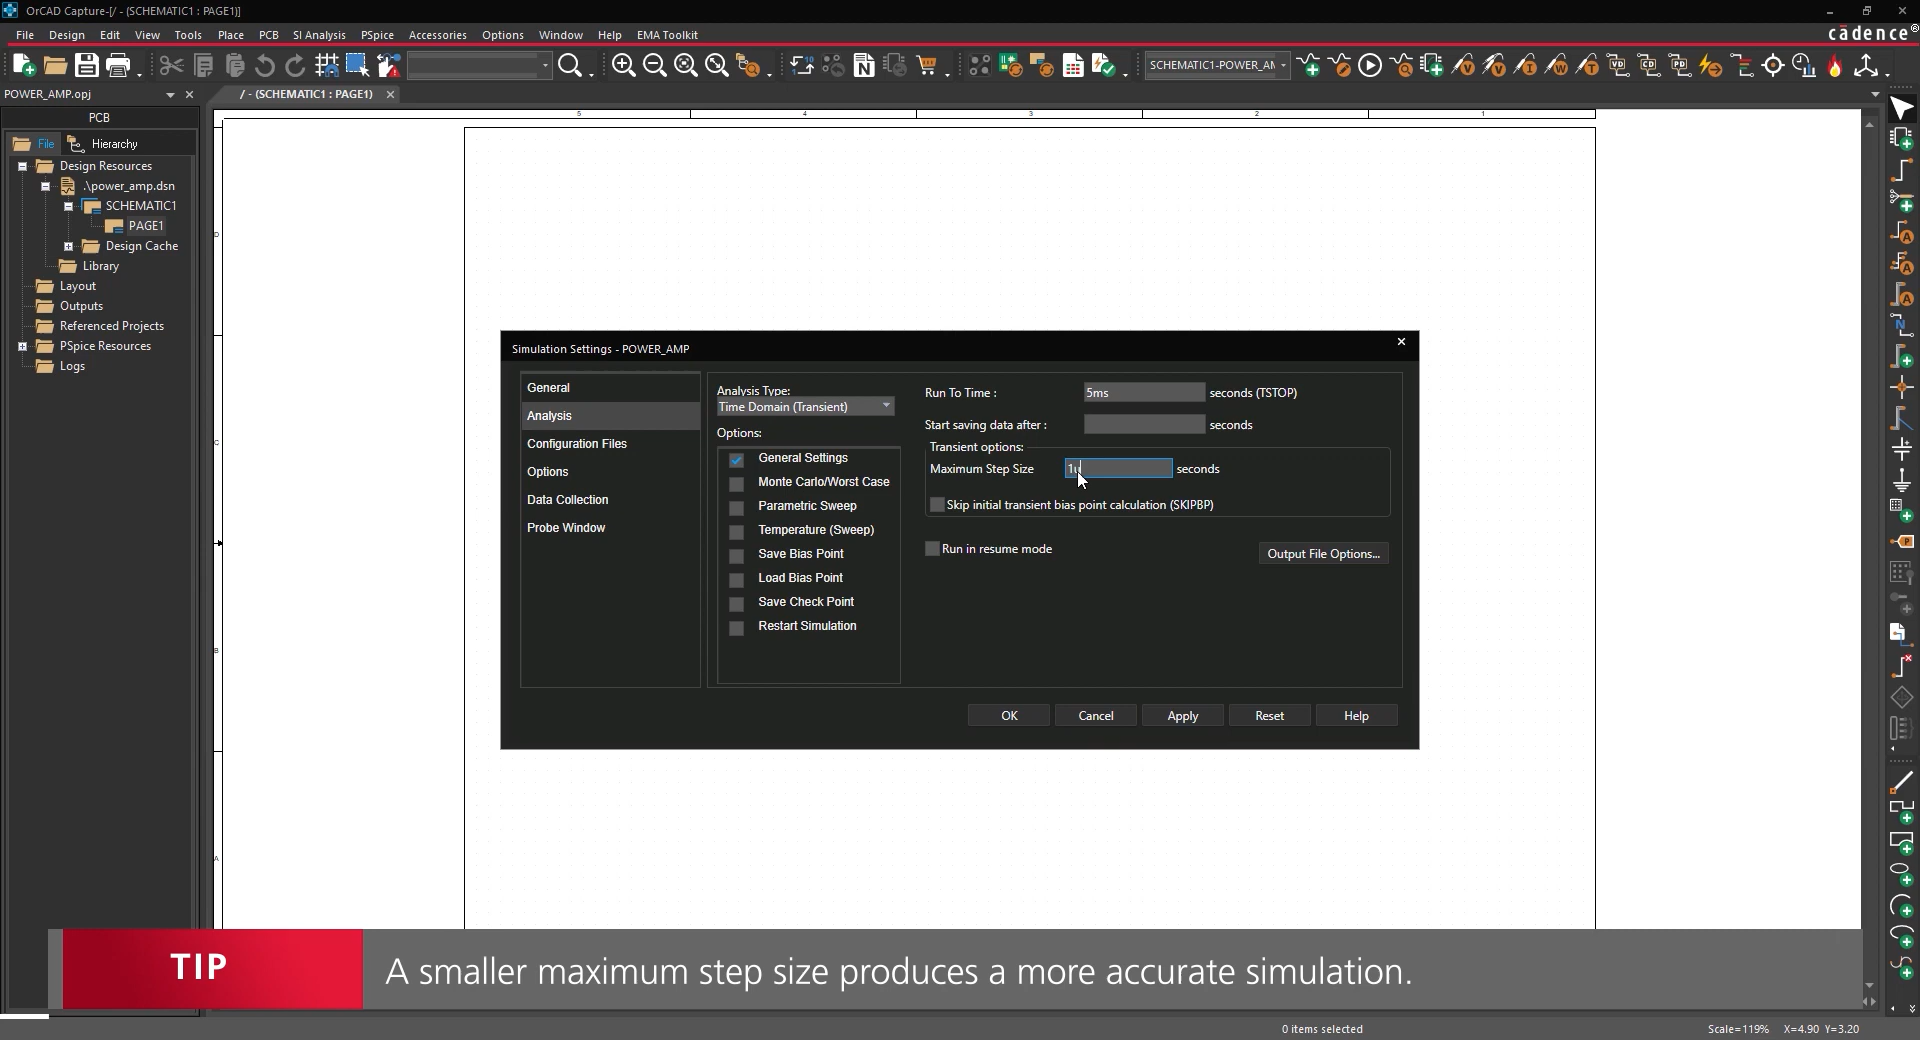 OrCAD Capture-[/ - (SCHEMATIC1 : PAGE1)]
File Design Edit View Tools Place PCB SI Analysis PSpice Accessories Options Window Help EMA Toolkit
cādence®
SCHEMATIC1-POWER_AM
POWER_AMP.opj
/ - (SCHEMATIC1 : PAGE1)
PCB
File
Hierarchy
Design Resources
.\power_amp.dsn
SCHEMATIC1
PAGE1
Design Cache
Library
Layout
Outputs
Referenced Projects
PSpice Resources
Logs
5 4 3 2 1
D
C
B
A
Simulation Settings - POWER_AMP
General
Analysis
Configuration Files
Options
Data Collection
Probe Window
Analysis Type:
Time Domain (Transient)
Options:
General Settings
Monte Carlo/Worst Case
Parametric Sweep
Temperature (Sweep)
Save Bias Point
Load Bias Point
Save Check Point
Restart Simulation
Run To Time : 5ms seconds (TSTOP)
Start saving data after : seconds
Transient options:
Maximum Step Size 1u seconds
Skip initial transient bias point calculation (SKIPBP)
Run in resume mode
Output File Options...
OK Cancel Apply Reset Help
TIP
A smaller maximum step size produces a more accurate simulation.
0 items selected
Scale=119% X=4.90 Y=3.20